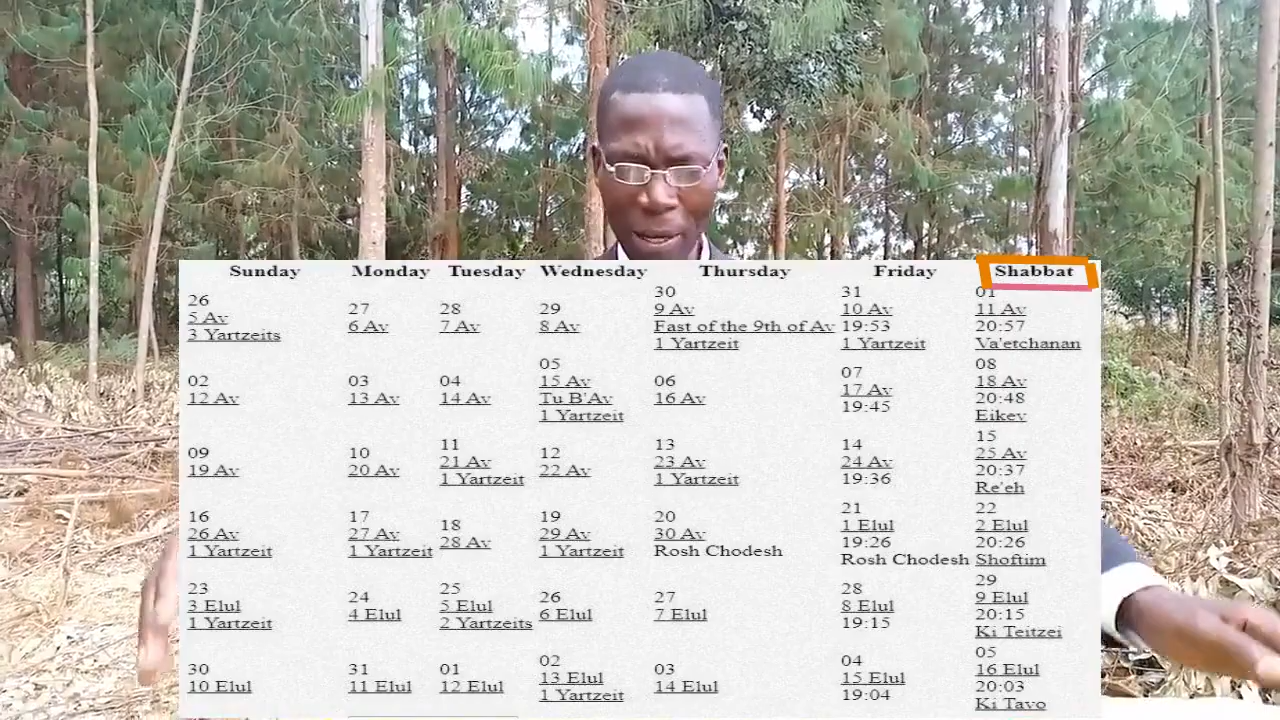 Sunday Monday Tuesday Wednesday Thursday Friday Shabbat
26
5 Av
3 Yartzeits
27
6 Av
28
7 Av
29
8 Av
30
9 Av
Fast of the 9th of Av
1 Yartzeit
31
10 Av
19:53
1 Yartzeit
01
11 Av
20:57
Va'etchanan
02
12 Av
03
13 Av
04
14 Av
05
15 Av
Tu B'Av
1 Yartzeit
06
16 Av
07
17 Av
19:45
08
18 Av
20:48
Eikev
09
19 Av
10
20 Av
11
21 Av
1 Yartzeit
12
22 Av
13
23 Av
1 Yartzeit
14
24 Av
19:36
15
25 Av
20:37
Re'eh
16
26 Av
1 Yartzeit
17
27 Av
1 Yartzeit
18
28 Av
19
29 Av
1 Yartzeit
20
30 Av
Rosh Chodesh
21
1 Elul
19:26
Rosh Chodesh
22
2 Elul
20:26
Shoftim
23
3 Elul
1 Yartzeit
24
4 Elul
25
5 Elul
2 Yartzeits
26
6 Elul
27
7 Elul
28
8 Elul
19:15
29
9 Elul
20:15
Ki Teitzei
30
10 Elul
31
11 Elul
01
12 Elul
02
13 Elul
1 Yartzeit
03
14 Elul
04
15 Elul
19:04
05
16 Elul
20:03
Ki Tavo